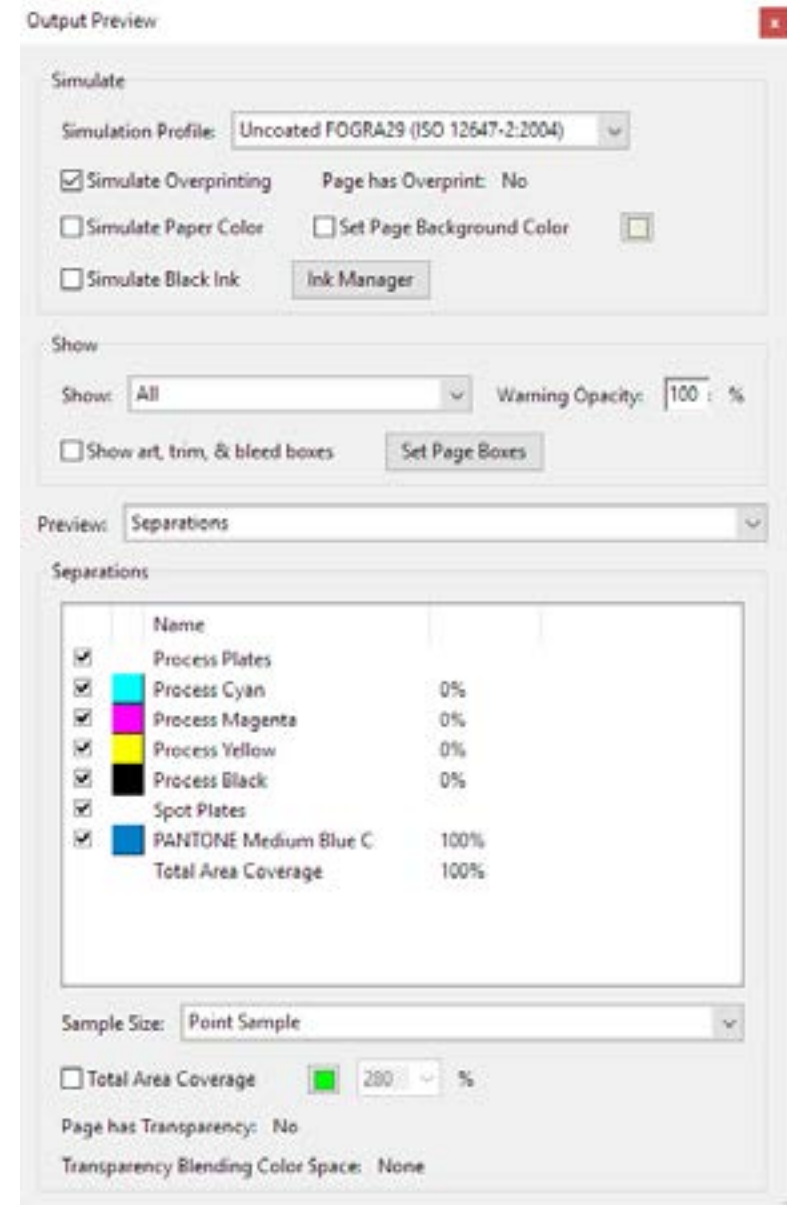 Output Preview
x
Simulate
Simulation Profile: Uncoated FOGRA29 (ISO 12647-2:2004)
Simulate Overprinting Page has Overprint: No
Simulate Paper Color Set Page Background Color
Simulate Black Ink Ink Manager
Show
Show: All Warning Opacity: 100 %
Show art, trim, & bleed boxes Set Page Boxes
Preview: Separations
Separations
Name
Process Plates
Process Cyan 0%
Process Magenta 0%
Process Yellow 0%
Process Black 0%
Spot Plates
PANTONE Medium Blue C 100%
Total Area Coverage 100%
Sample Size: Point Sample
Total Area Coverage 280 %
Page has Transparency: No
Transparency Blending Color Space: None